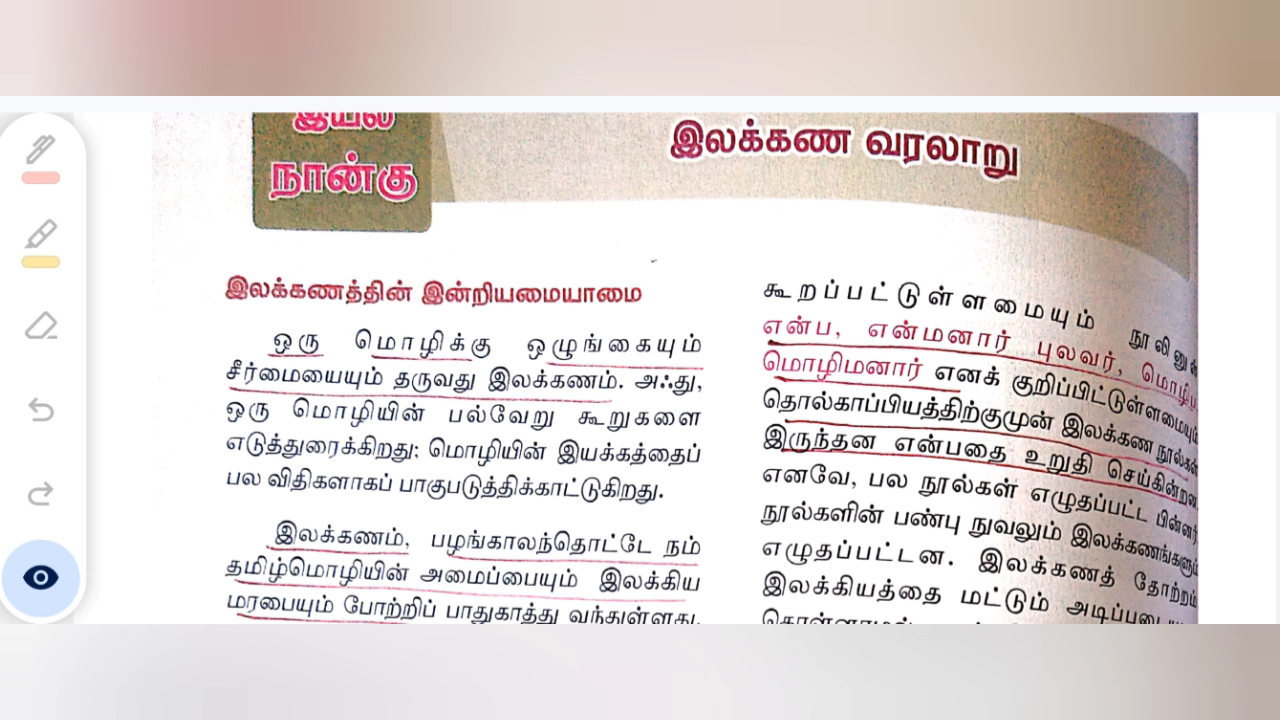 இயல்
நான்கு
இலக்கண வரலாறு
இலக்கணத்தின் இன்றியமையாமை
ஒரு மொழிக்கு ஒழுங்கையும்
சீர்மையையும் தருவது இலக்கணம். அஃது,
ஒரு மொழியின் பல்வேறு கூறுகளை
எடுத்துரைக்கிறது; மொழியின் இயக்கத்தைப்
பல விதிகளாகப் பாகுபடுத்திக்காட்டுகிறது.
இலக்கணம், பழங்காலந்தொட்டே நம்
தமிழ்மொழியின் அமைப்பையும் இலக்கிய
மரபையும் போற்றிப் பாதுகாத்து வந்துள்ளது.
கூறப்பட்டுள்ளமையும் நூலினுள்
என்ப, என்மனார் புலவர், மொழிப
மொழிமனார் எனக் குறிப்பிட்டுள்ளமையும்
தொல்காப்பியத்திற்குமுன் இலக்கண நூல்கள்
இருந்தன என்பதை உறுதி செய்கின்றன.
எனவே, பல நூல்கள் எழுதப்பட்ட பின்னர்
நூல்களின் பண்பு நுவலும் இலக்கணங்களும்
எழுதப்பட்டன. இலக்கணத் தோற்றம்
இலக்கியத்தை மட்டும்